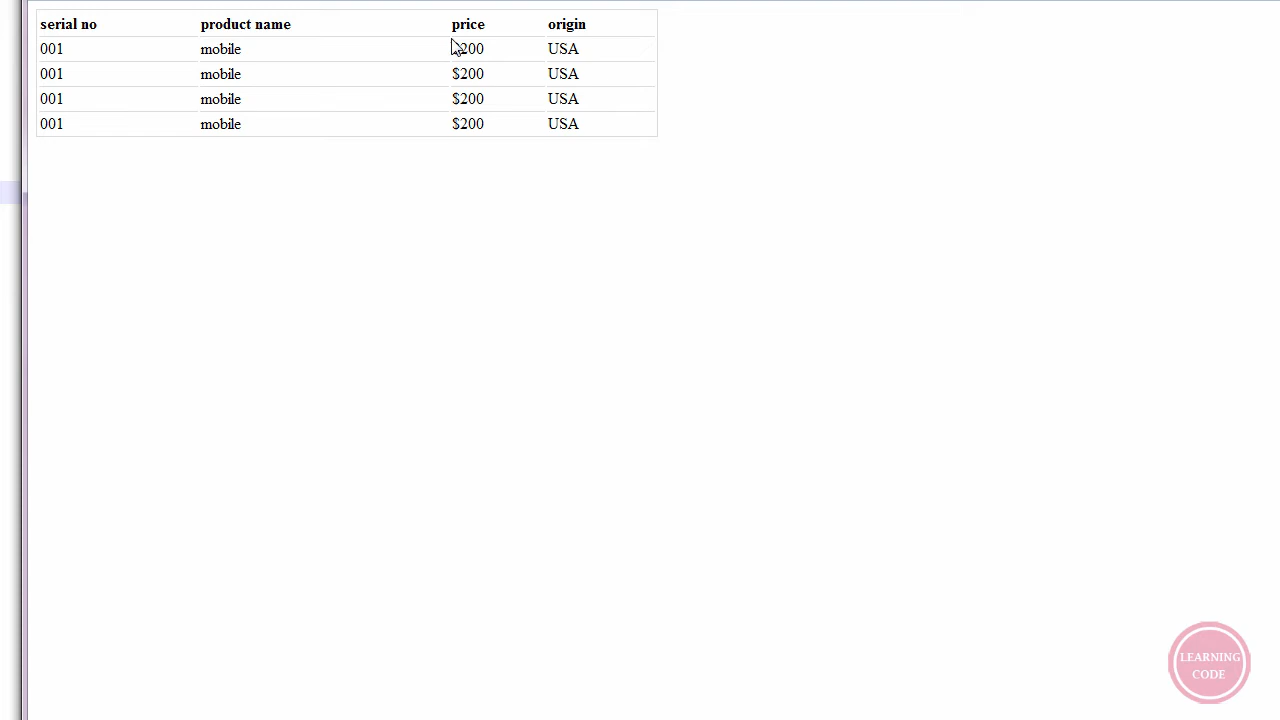 serial no product name price origin
001 mobile 200 USA
001 mobile $200 USA
001 mobile $200 USA
001 mobile $200 USA
LEARNING
CODE